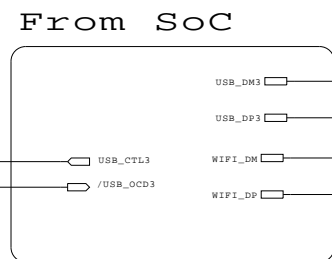 From SoC
USB_DM3
USB_DP3
USB_CTL3
WIFI_DM
/USB_OCD3
WIFI_DP